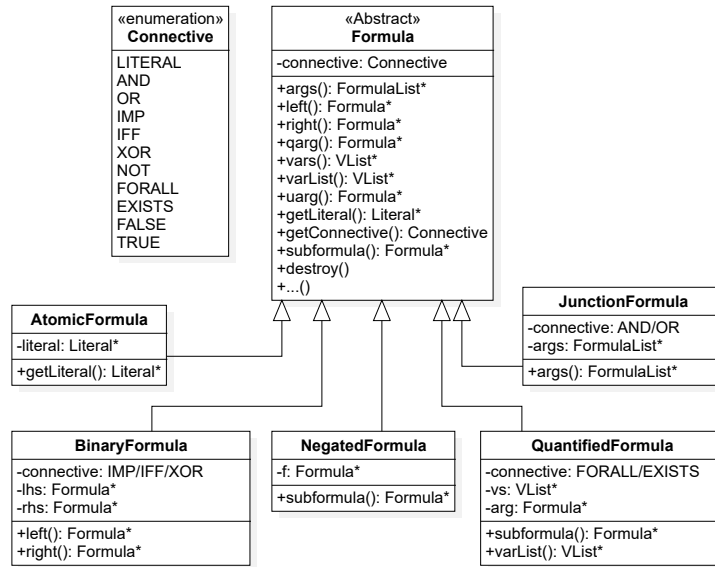 «enumeration»
Connective
LITERAL
AND
OR
IMP
IFF
XOR
NOT
FORALL
EXISTS
FALSE
TRUE
«Abstract»
Formula
-connective: Connective
+args(): FormulaList*
+left(): Formula*
+right(): Formula*
+qarg(): Formula*
+vars(): VList*
+varList(): VList*
+uarg(): Formula*
+getLiteral(): Literal*
+getConnective(): Connective
+subformula(): Formula*
+destroy()
+...()
AtomicFormula
-literal: Literal*
+getLiteral(): Literal*
JunctionFormula
-connective: AND/OR
-args: FormulaList*
+args(): FormulaList*
BinaryFormula
-connective: IMP/IFF/XOR
-lhs: Formula*
-rhs: Formula*
+left(): Formula*
+right(): Formula*
NegatedFormula
-f: Formula*
+subformula(): Formula*
QuantifiedFormula
-connective: FORALL/EXISTS
-vs: VList*
-arg: Formula*
+subformula(): Formula*
+varList(): VList*